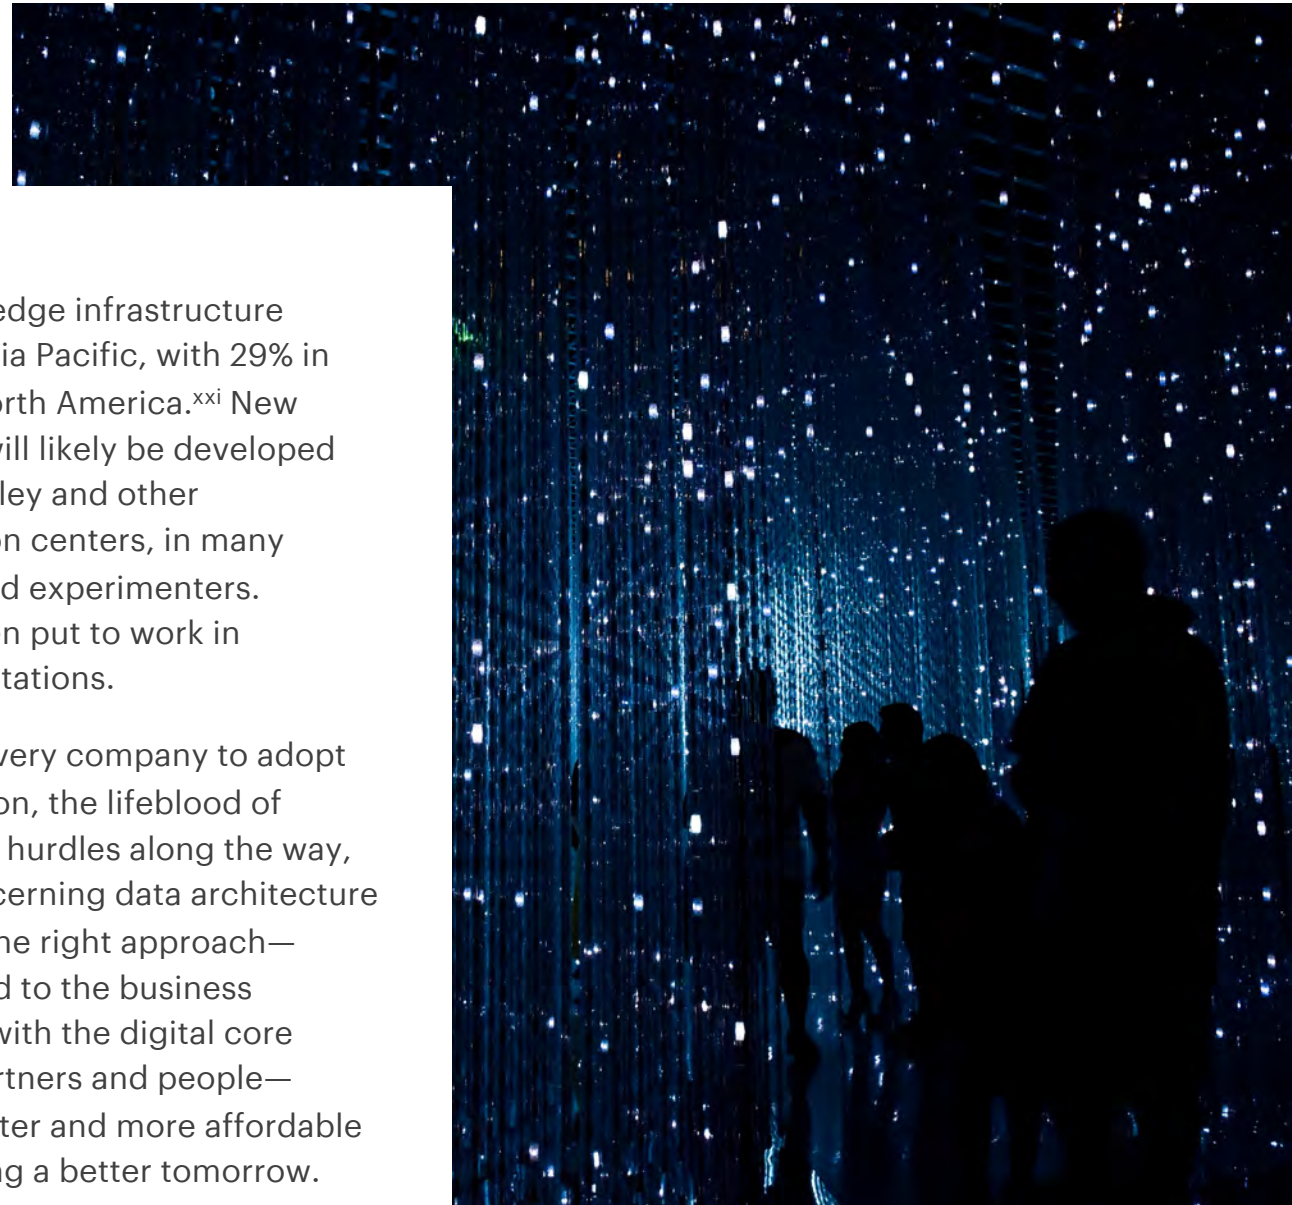 edge infrastructure
ia Pacific, with 29% in
orth America.xxi New
will likely be developed
ley and other
on centers, in many
d experimenters.
n put to work in
tations.
very company to adopt
on, the lifeblood of
hurdles along the way,
cerning data architecture
he right approach—
d to the business
with the digital core
rtners and people—
ter and more affordable
ng a better tomorrow.